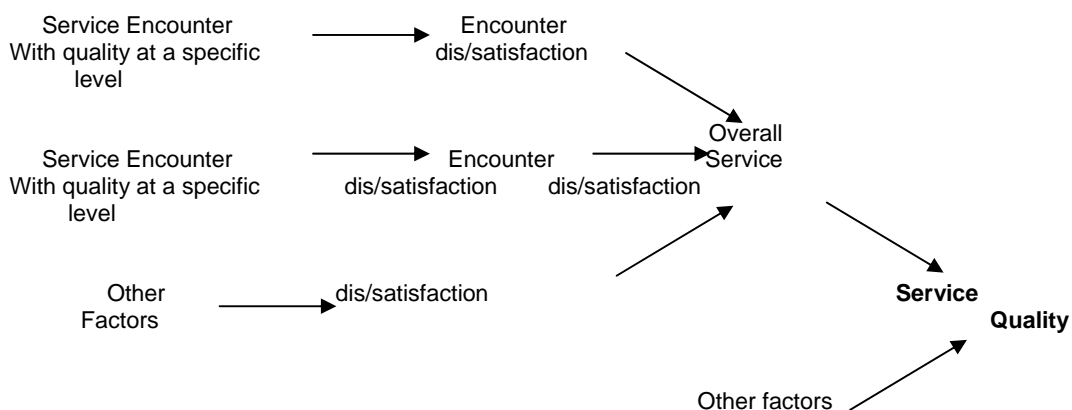 Service Encounter
With quality at a specific
level
Encounter
dis/satisfaction
Service Encounter
With quality at a specific
level
Encounter
dis/satisfaction
dis/satisfaction
Overall
Service
Other
Factors
dis/satisfaction
Service
Quality
Other factors